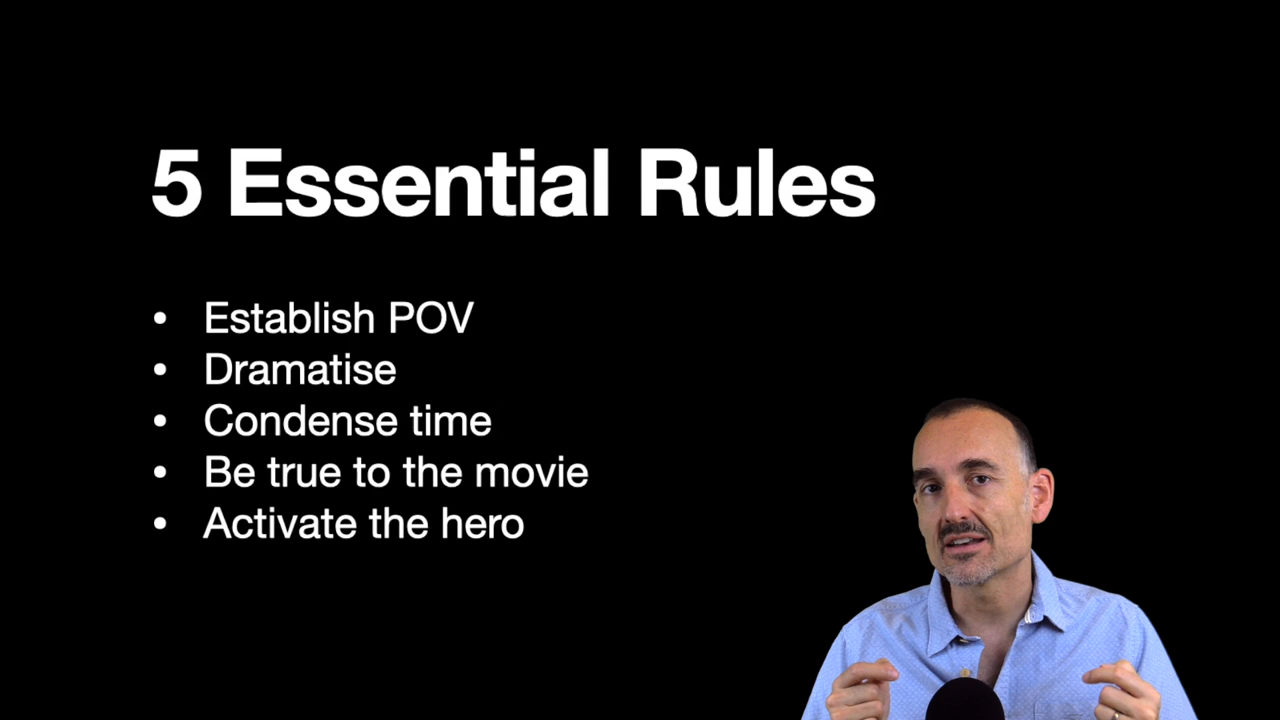 5 Essential Rules
• Establish POV
• Dramatise
• Condense time
• Be true to the movie
• Activate the hero